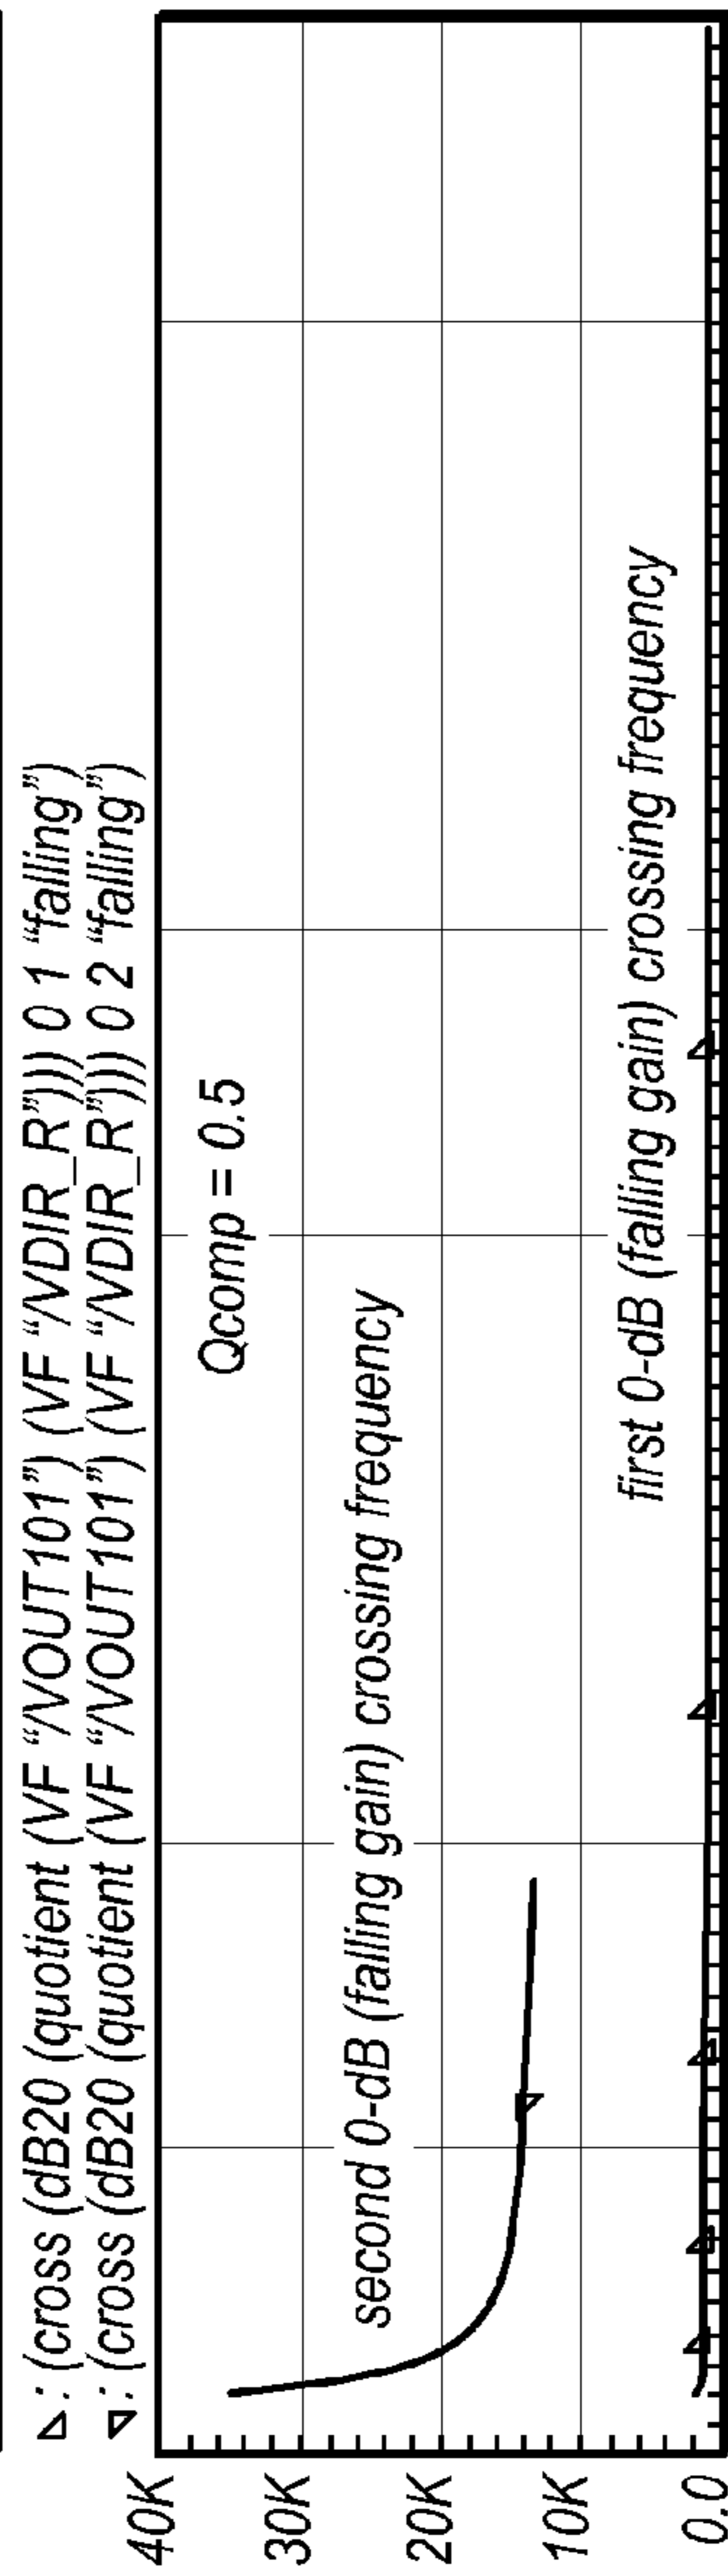 △: (cross (dB20 (quotient (VF “/VOUT101”) (VF “/VDIR_R”))) 0 1 “falling”)
▽: (cross (dB20 (quotient (VF “/VOUT101”) (VF “/VDIR_R”))) 0 2 “falling”)
40K
Qcomp = 0.5
30K
second 0-dB (falling gain) crossing frequency
20K
10K
first 0-dB (falling gain) crossing frequency
0.0